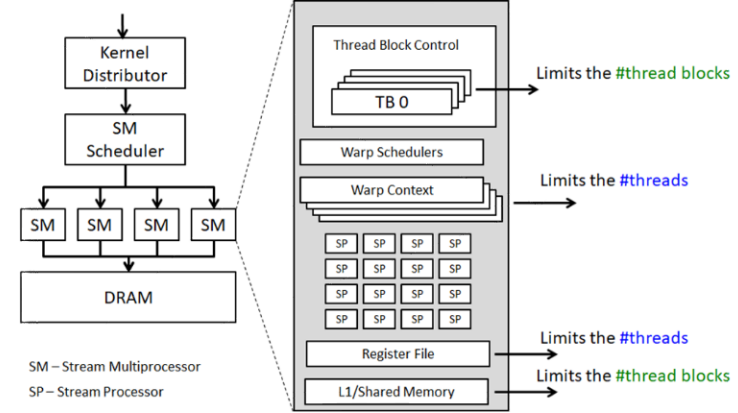 Kernel
Distributor
SM
Scheduler
SM SM SM SM
DRAM
SM – Stream Multiprocessor
SP – Stream Processor
Thread Block Control
TB 0
Warp Schedulers
Warp Context
SP SP SP SP
SP SP SP SP
SP SP SP SP
SP SP SP SP
Register File
L1/Shared Memory
Limits the #thread blocks
Limits the #threads
Limits the #threads
Limits the #thread blocks